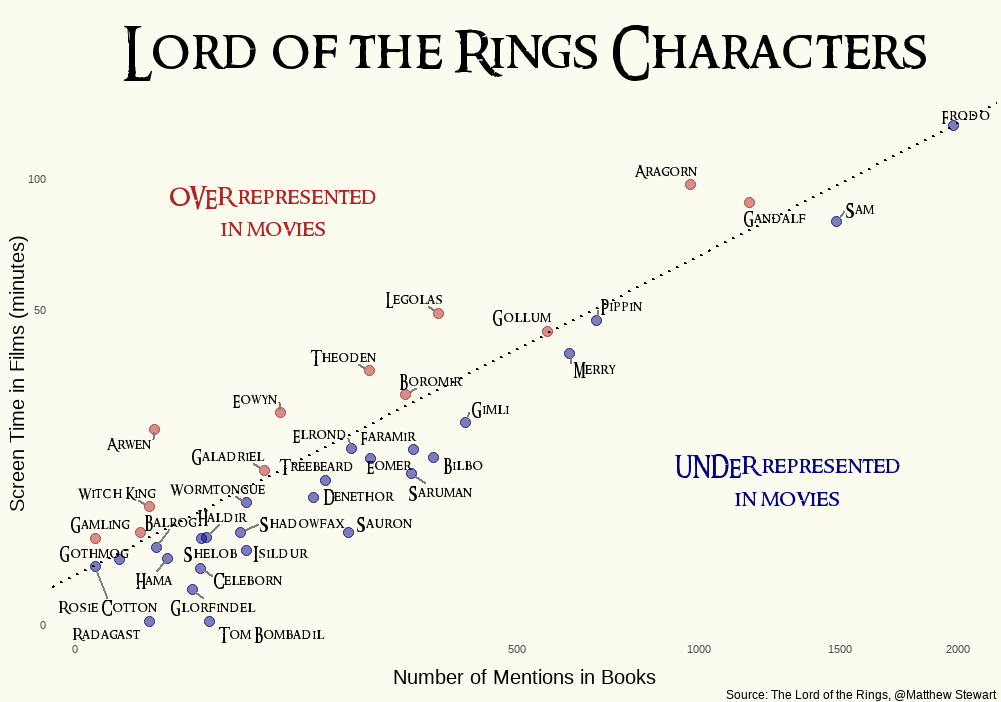 LORD OF THE RINGS CHARACTERS
FRODO
ARAGORN
100
OVERREPRESENTED
IN MOVIES
SAM
GANDALF
LEGOLAS
50
PIPPIN
GOLLUM
THEODEN
MERRY
BOROMIR
EOWYN
GIMLI
ARWEN
ELROND
FARAMIR
GALADRIEL
TREEBEARD
EOMER
BILBO
UNDERREPRESENTED
IN MOVIES
WITCH KING
WORMTONGUE
DENETHOR
SARUMAN
GAMLING
BALROG
HALDIR
SHADOWFAX
SAURON
GOTHMOG
SHELOB
ISILDUR
HAMA
CELEBORN
ROSIE COTTON
GLORFINDEL
0
RADAGAST
TOM BOMBADIL
0
500
1000
1500
2000
Screen Time in Films (minutes)
Number of Mentions in Books
Source: The Lord of the Rings, @Matthew Stewart